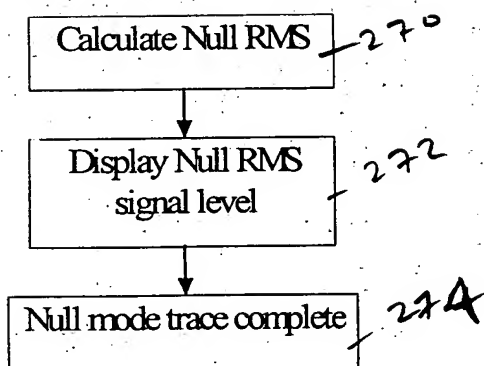 Calculate Null RMS
270
Display Null RMS
signal level
272
Null mode trace complete
274